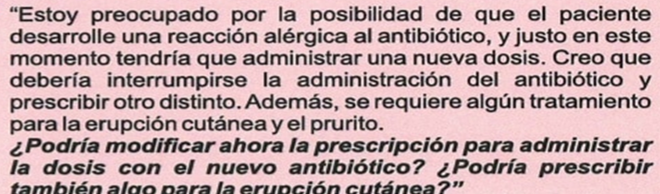 “Estoy preocupado por la posibilidad de que el paciente
desarrolle una reacción alérgica al antibiótico, y justo en este
momento tendría que administrar una nueva dosis. Creo que
debería interrumpirse la administración del antibiótico y
prescribir otro distinto. Además, se requiere algún tratamiento
para la erupción cutánea y el prurito.
¿Podría modificar ahora la prescripción para administrar
la dosis con el nuevo antibiótico? ¿Podría prescribir
también algo para la erupción cutánea?”